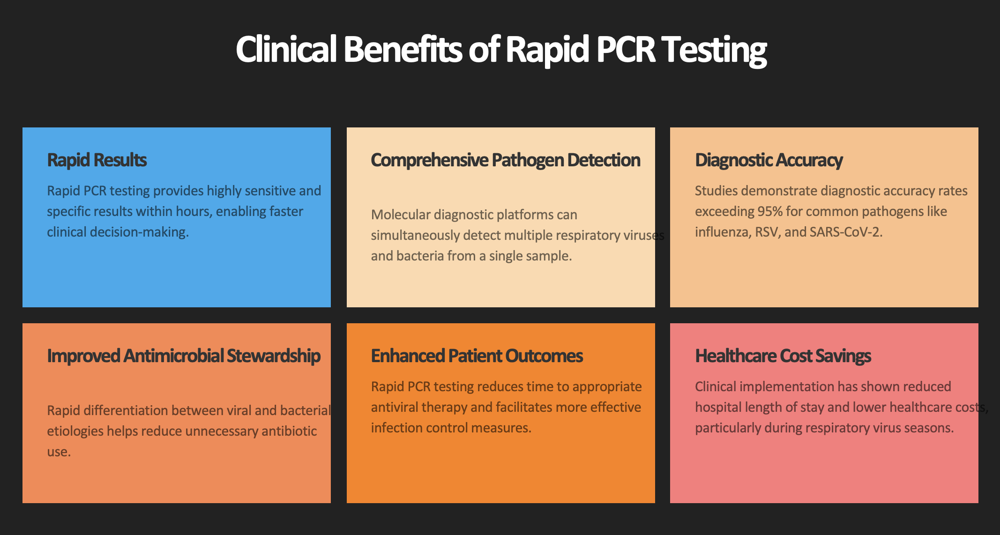 Clinical Benefits of Rapid PCR Testing
Rapid Results
Rapid PCR testing provides highly sensitive and
specific results within hours, enabling faster
clinical decision-making.
Comprehensive Pathogen Detection
Molecular diagnostic platforms can
simultaneously detect multiple respiratory viruses
and bacteria from a single sample.
Diagnostic Accuracy
Studies demonstrate diagnostic accuracy rates
exceeding 95% for common pathogens like
influenza, RSV, and SARS-CoV-2.
Improved Antimicrobial Stewardship
Rapid differentiation between viral and bacterial
etiologies helps reduce unnecessary antibiotic
use.
Enhanced Patient Outcomes
Rapid PCR testing reduces time to appropriate
antiviral therapy and facilitates more effective
infection control measures.
Healthcare Cost Savings
Clinical implementation has shown reduced
hospital length of stay and lower healthcare costs,
particularly during respiratory virus seasons.